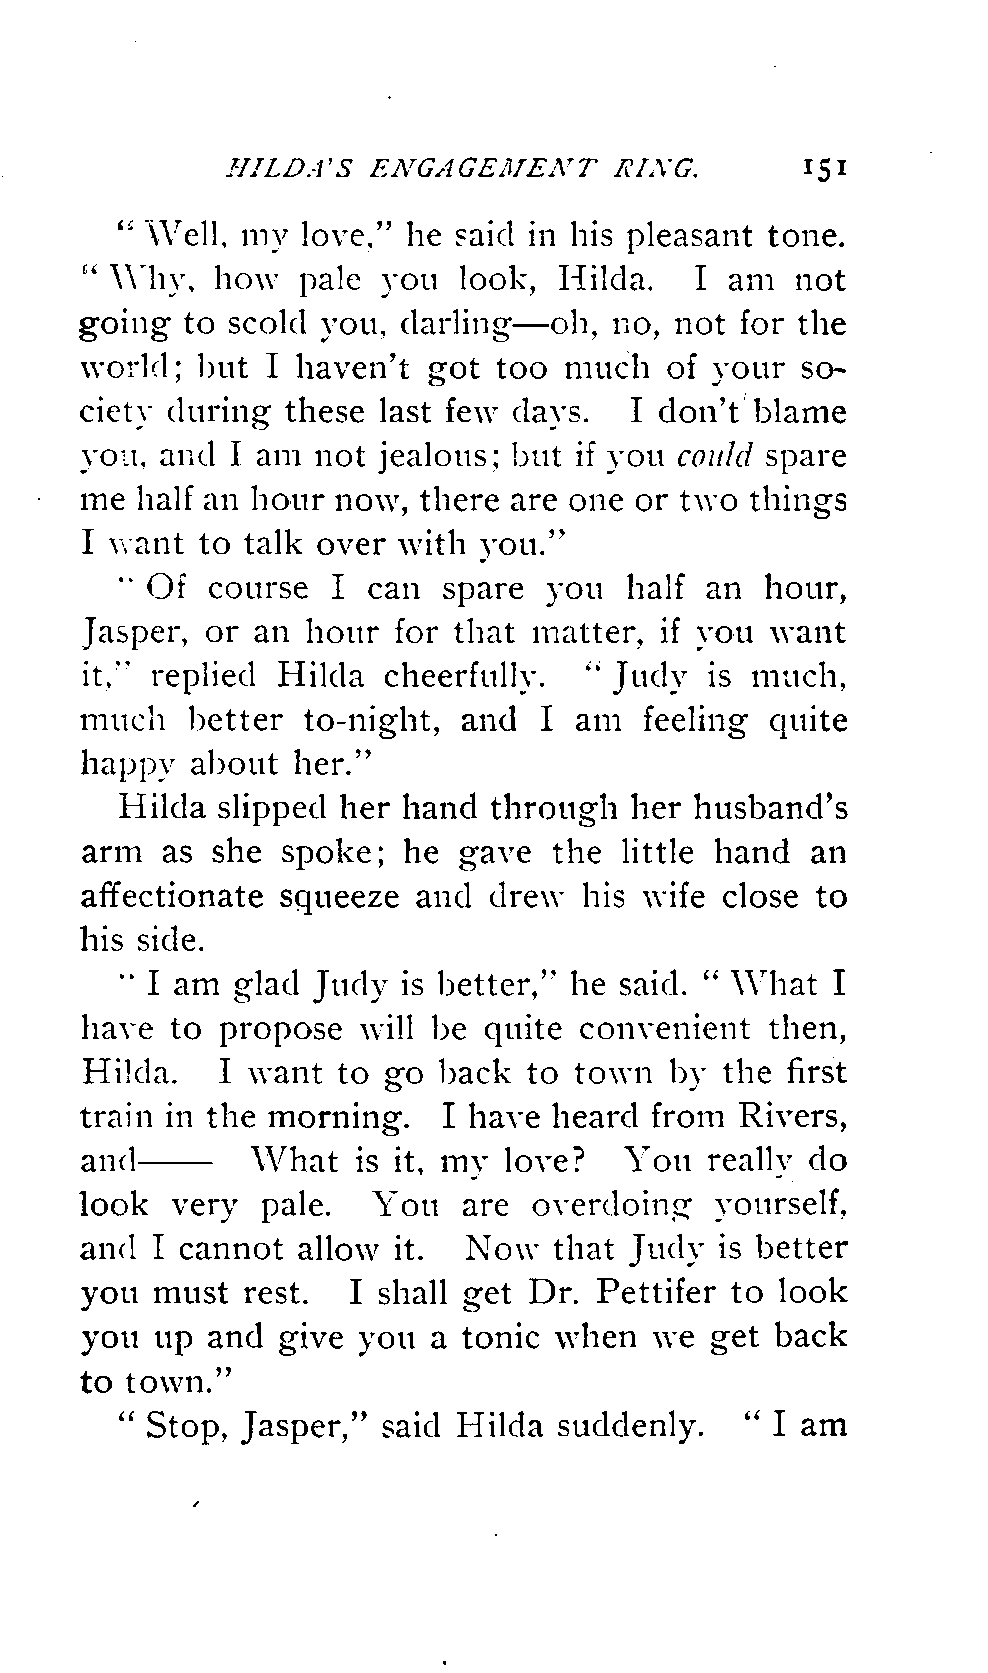 HILDA'S ENGAGEMENT RING. 151
“ Well, my love,” he said in his pleasant tone.
“ Why, how pale you look, Hilda. I am not
going to scold you, darling—oh, no, not for the
world; but I haven't got too much of your so-
ciety during these last few days. I don't blame
you, and I am not jealous; but if you could spare
me half an hour now, there are one or two things
I want to talk over with you.”
“ Of course I can spare you half an hour,
Jasper, or an hour for that matter, if you want
it,” replied Hilda cheerfully. “ Judy is much,
much better to-night, and I am feeling quite
happy about her.”
Hilda slipped her hand through her husband's
arm as she spoke; he gave the little hand an
affectionate squeeze and drew his wife close to
his side.
“ I am glad Judy is better,” he said. “ What I
have to propose will be quite convenient then,
Hilda. I want to go back to town by the first
train in the morning. I have heard from Rivers,
and—— What is it, my love? You really do
look very pale. You are overdoing yourself,
and I cannot allow it. Now that Judy is better
you must rest. I shall get Dr. Pettifer to look
you up and give you a tonic when we get back
to town.”
“ Stop, Jasper,” said Hilda suddenly. “ I am